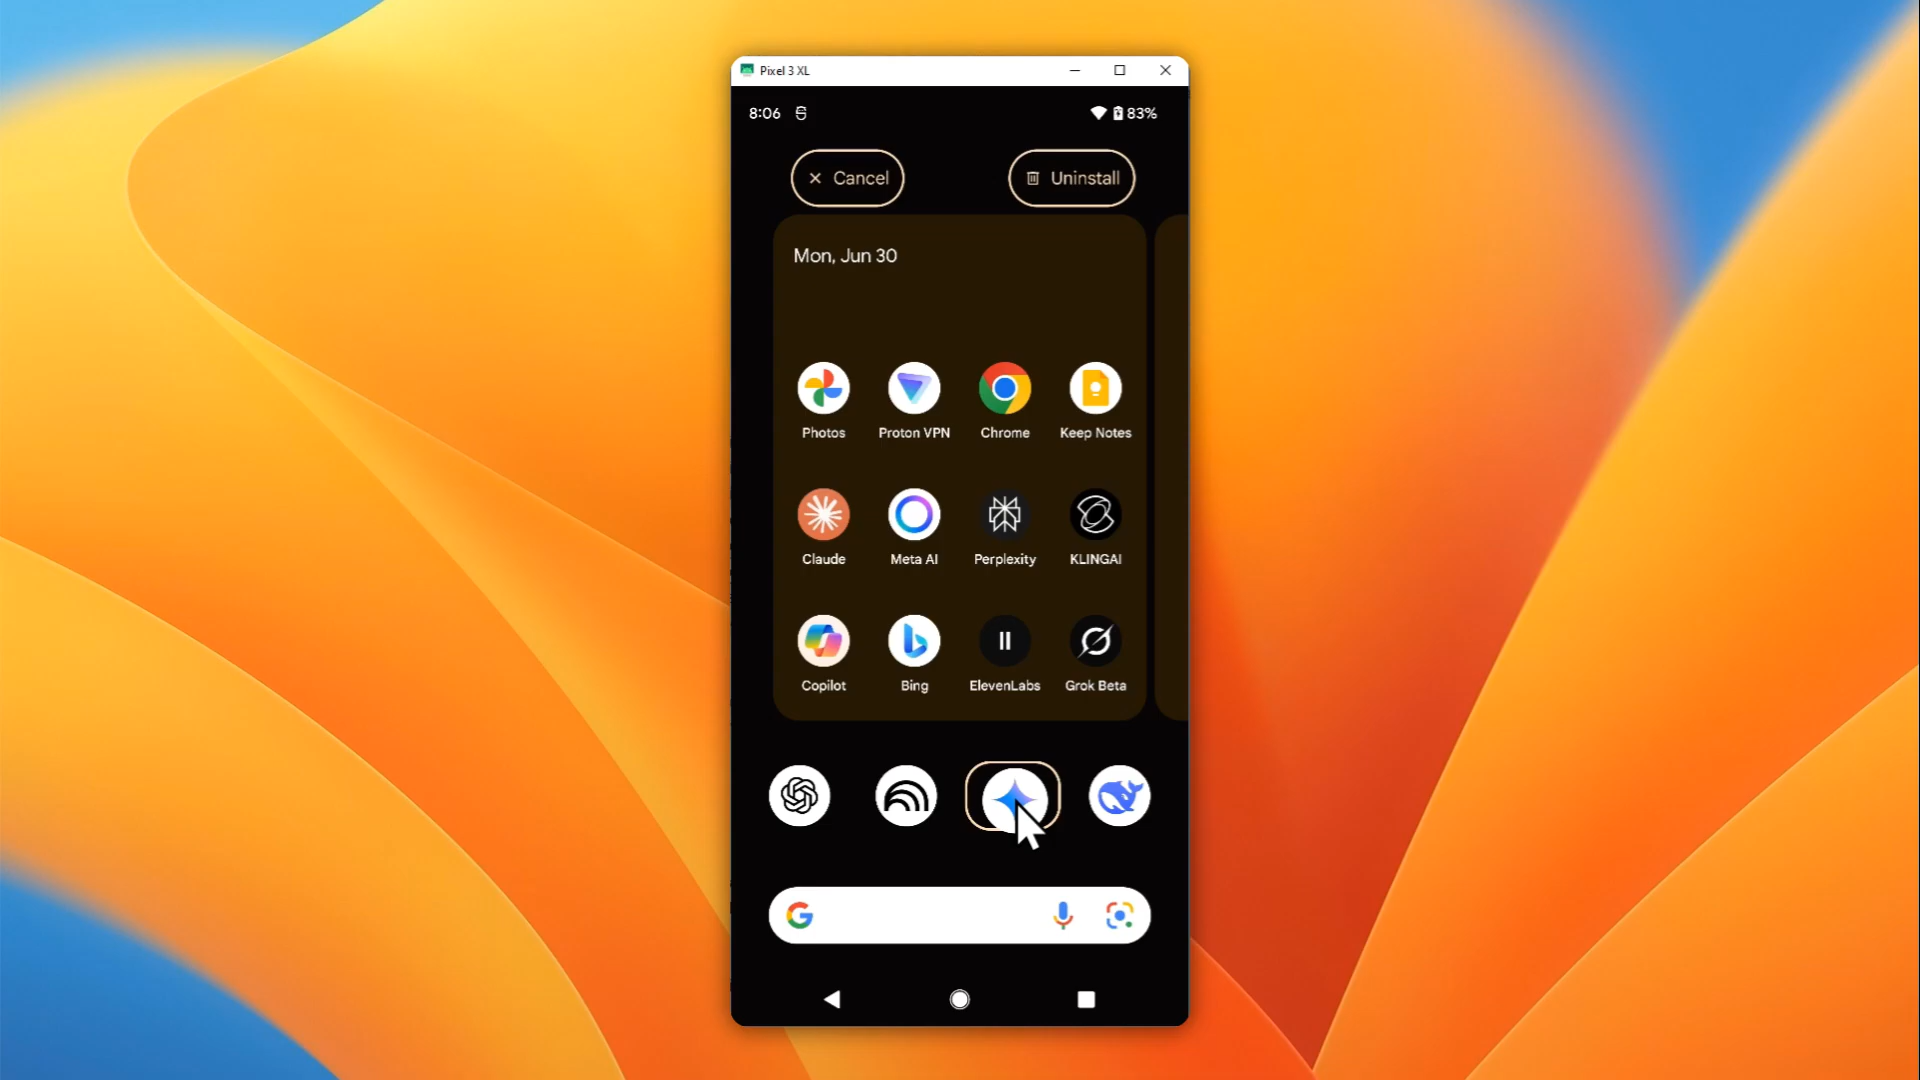 Pixel 3 XL
8:06 83%
Cancel Uninstall
Mon, Jun 30
Photos Proton VPN Chrome Keep Notes
Claude Meta AI Perplexity KLINGAI
Copilot Bing ElevenLabs Grok Beta